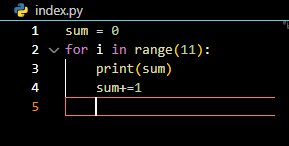 index.py
1 sum = 0
2 for i in range(11):
3     print(sum)
4     sum+=1
5